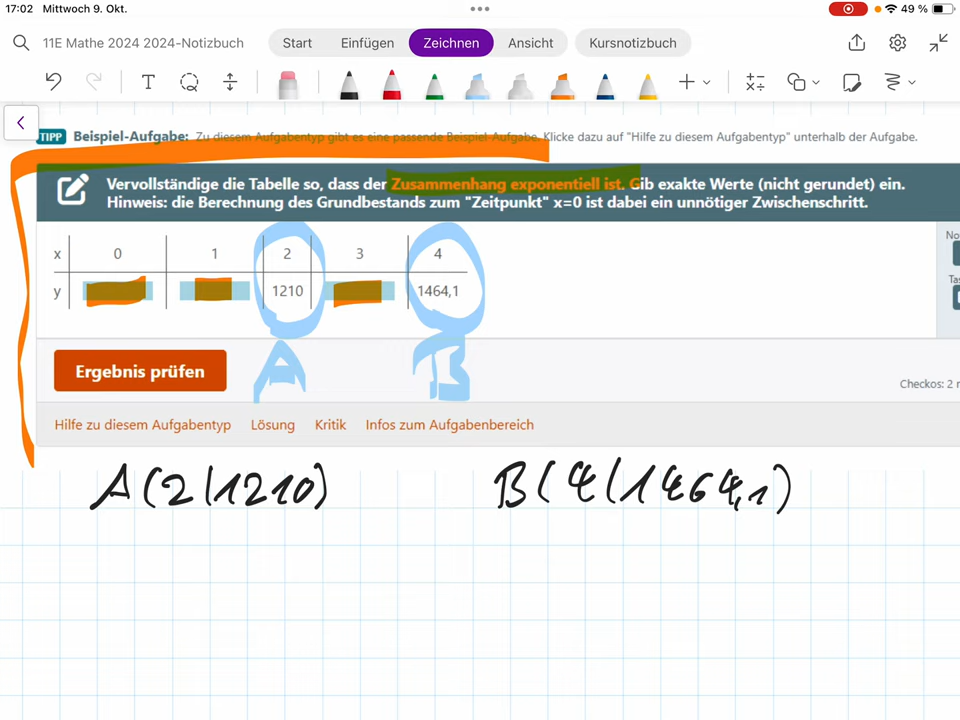 17:02 Mittwoch 9. Okt. 49 %
11E Mathe 2024 2024-Notizbuch Start Einfügen Zeichnen Ansicht Kursnotizbuch
T
TIPP Beispiel-Aufgabe: Zu diesem Aufgabentyp gibt es eine passende Beispiel-Aufgabe. Klicke dazu auf "Hilfe zu diesem Aufgabentyp" unterhalb der Aufgabe.
Vervollständige die Tabelle so, dass der Zusammenhang exponentiell ist. Gib exakte Werte (nicht gerundet) ein.
Hinweis: die Berechnung des Grundbestands zum "Zeitpunkt" x=0 ist dabei ein unnötiger Zwischenschritt.
x 0 1 2 3 4
y 1210 1464,1
A B
Ergebnis prüfen
Checkos: 2
Hilfe zu diesem Aufgabentyp Lösung Kritik Infos zum Aufgabenbereich
A(2|1210) B(4|1464,1)